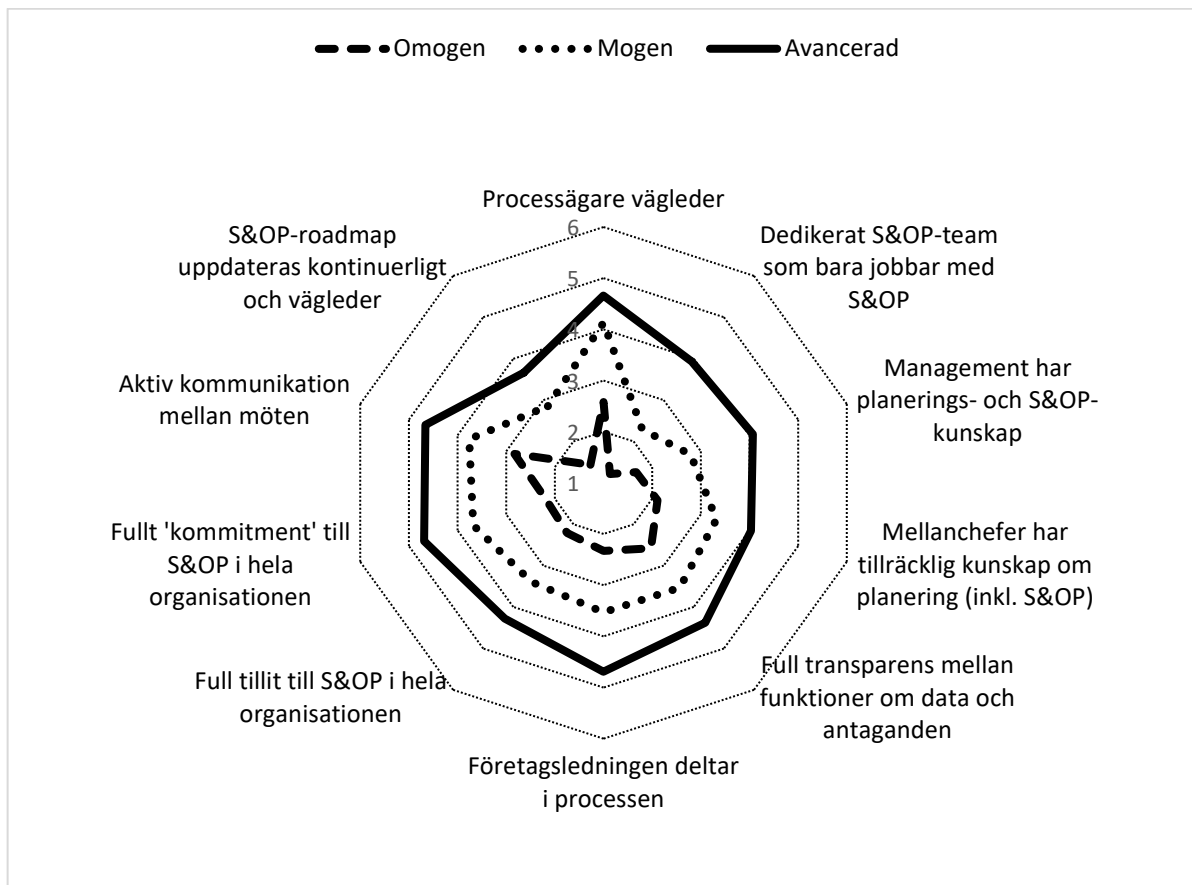 Omogen Mogen Avancerad
Processägare vägleder
Dedikerat S&OP-team
som bara jobbar med
S&OP
Management har
planerings- och S&OP-
kunskap
Mellanchefer har
tillräcklig kunskap om
planering (inkl. S&OP)
Full transparens mellan
funktioner om data och
antaganden
Företagsledningen deltar
i processen
Full tillit till S&OP i hela
organisationen
Fullt 'kommitment' till
S&OP i hela
organisationen
Aktiv kommunikation
mellan möten
S&OP-roadmap
uppdateras kontinuerligt
och vägleder
6
5
4
3
2
1